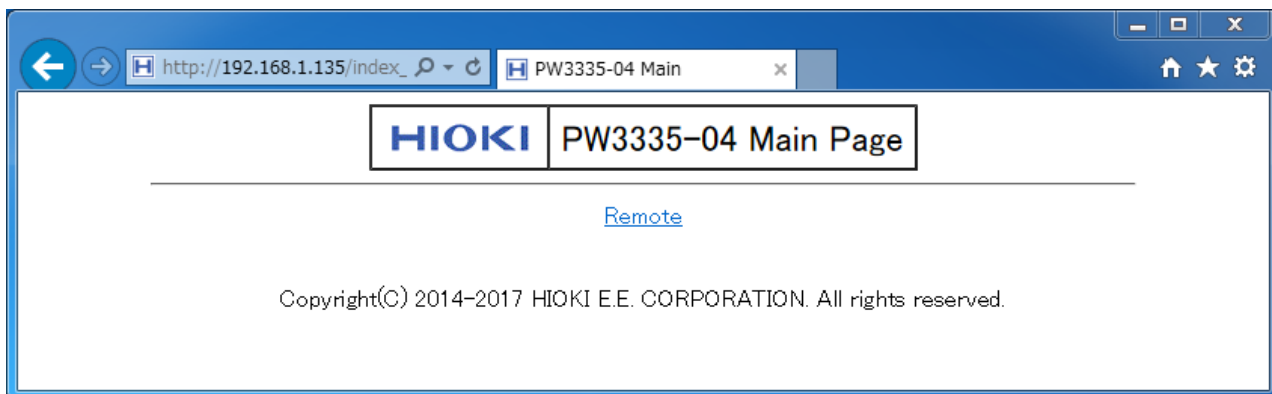 X
http://192.168.1.135/index_
PW3335-04 Main
HIOKI PW3335-04 Main Page
Remote
Copyright(C) 2014-2017 HIOKI E.E. CORPORATION. All rights reserved.